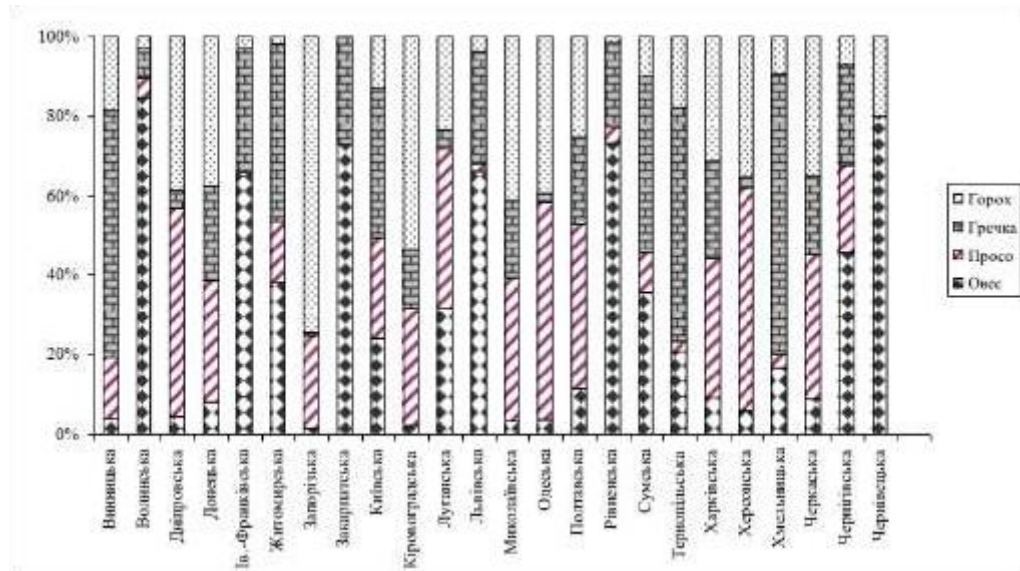 100%
80%
60%
40%
20%
0%
Горох
Гречка
Просо
Овес
Винницька
Волинська
Дніпровська
Донецька
Ів.-Франківська
Житомирська
Запорізька
Закарпатська
Київська
Кіровоградська
Луганська
Львівська
Миколаївська
Одеська
Полтавська
Рівненська
Сумська
Тернопільська
Харківська
Херсонська
Хмельницька
Черкаська
Чернігівська
Чернівецька